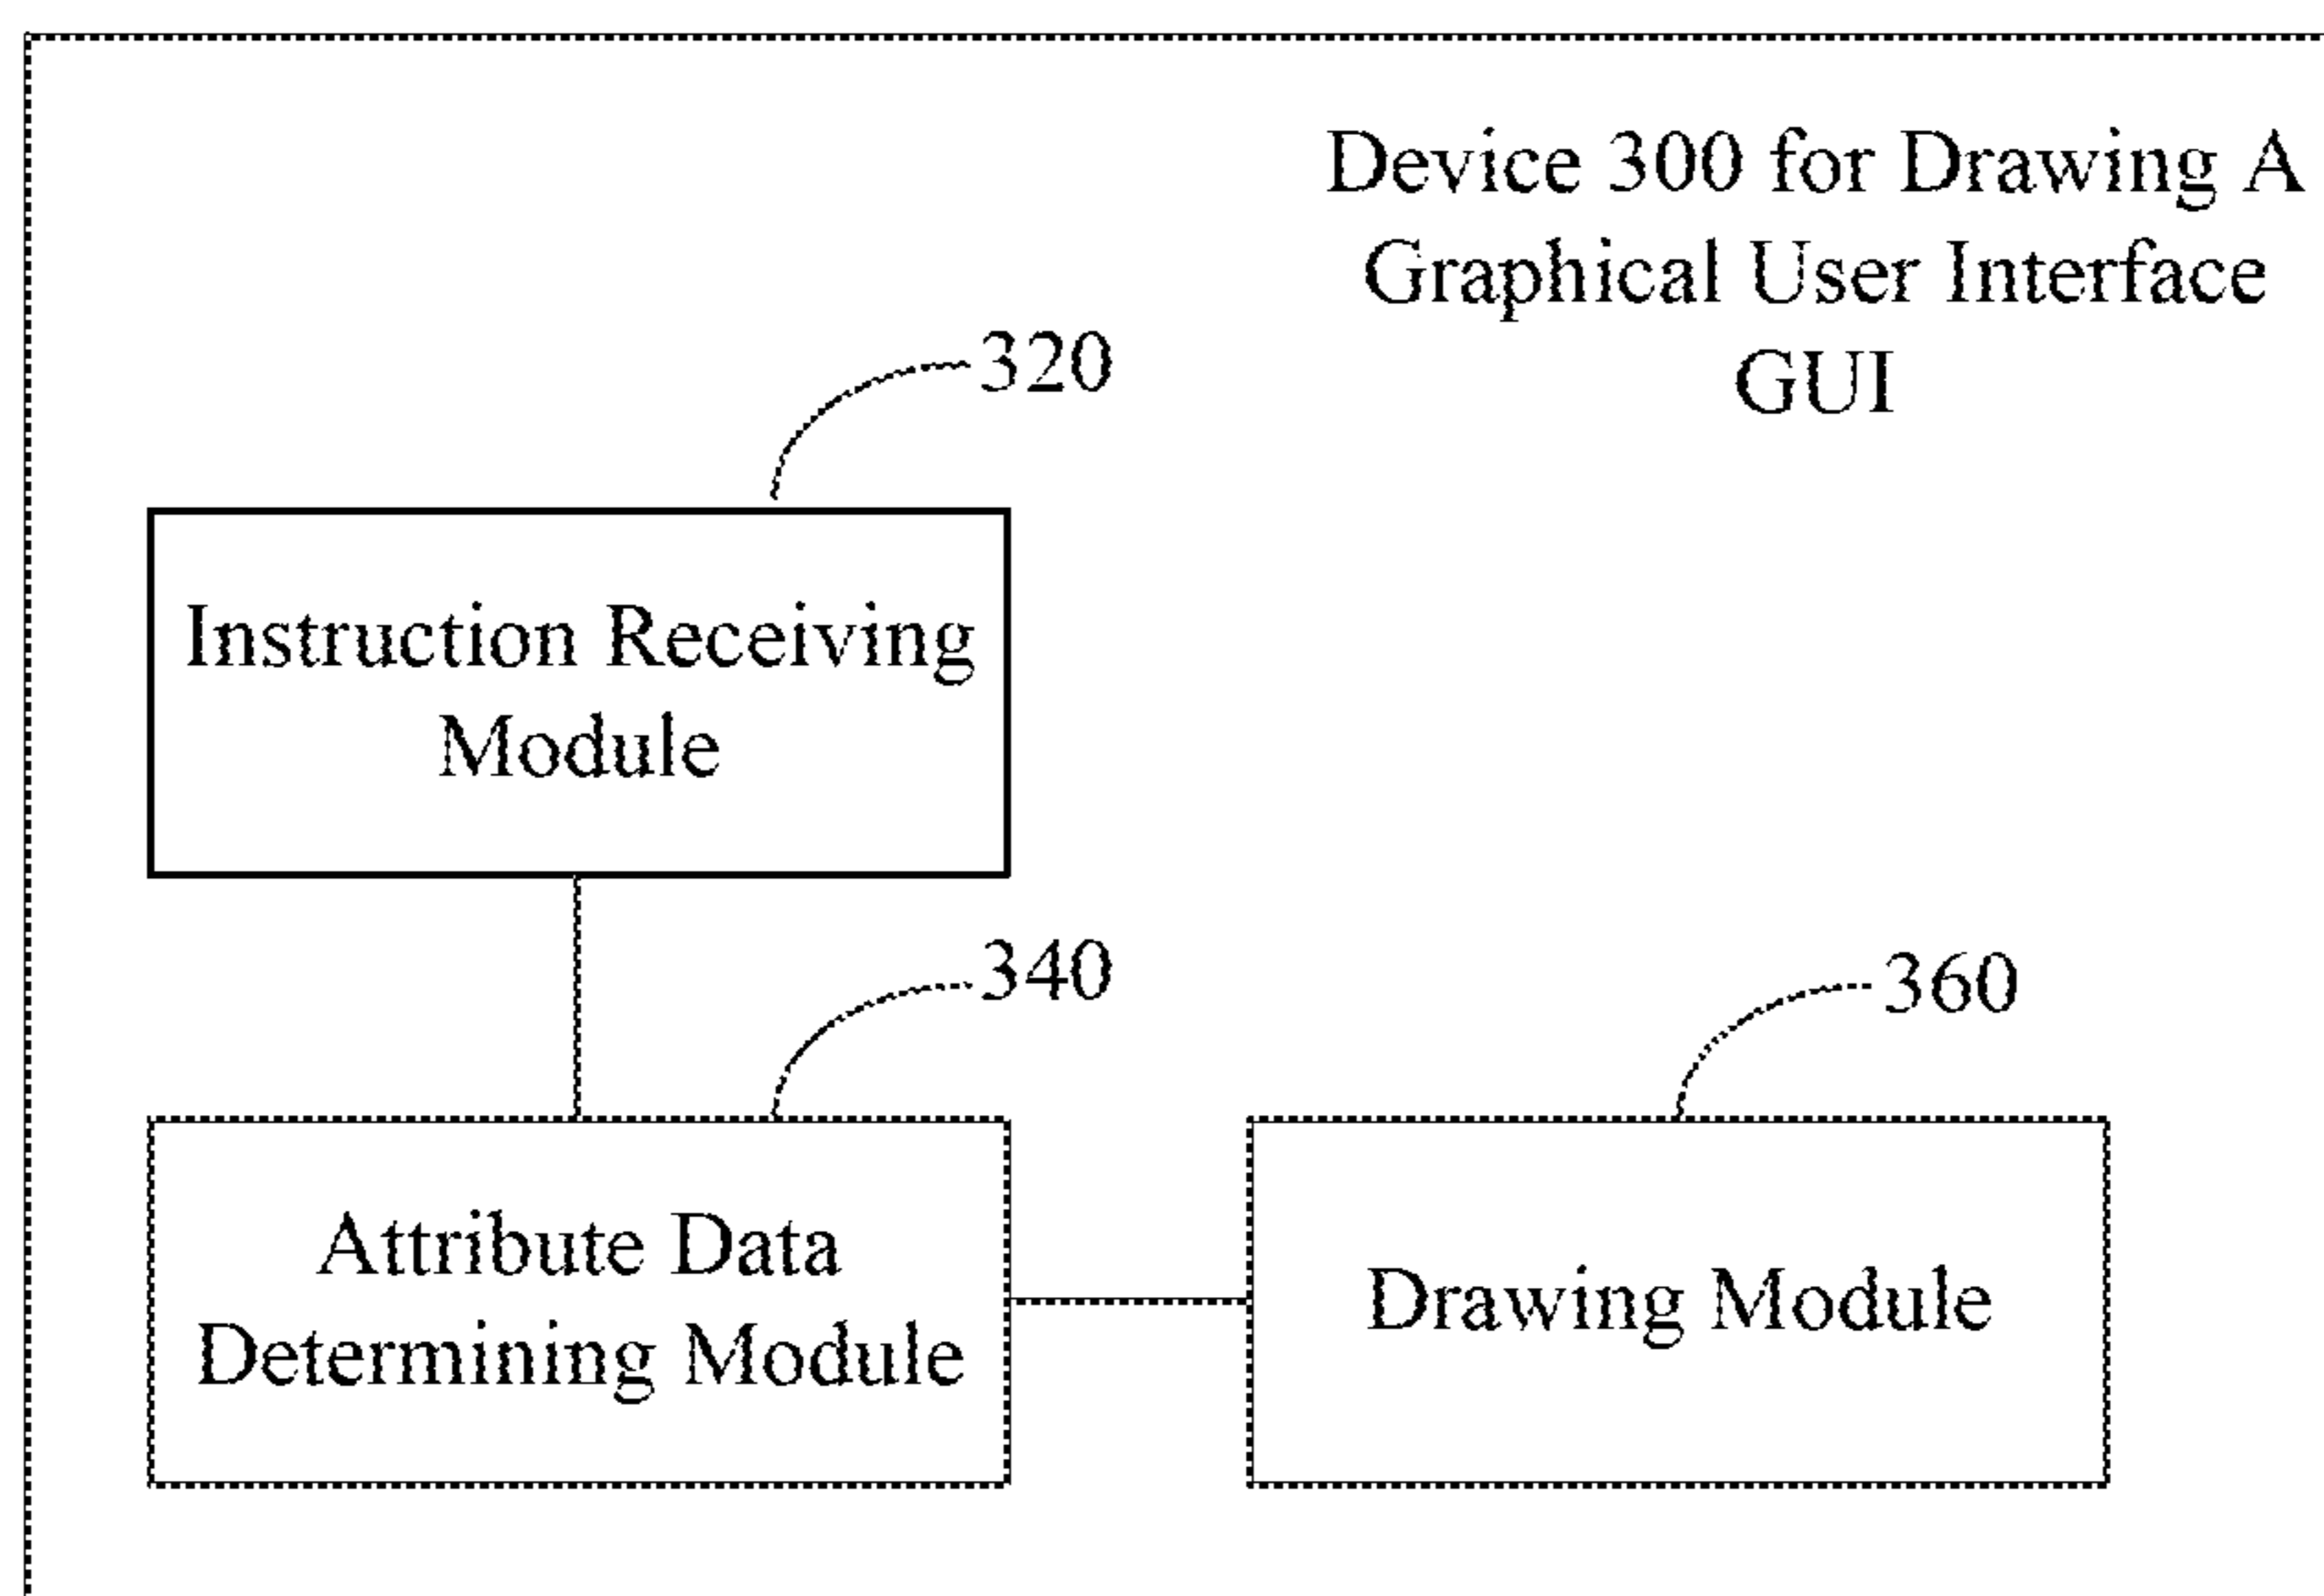 Device 300 for Drawing A
Graphical User Interface
GUI
320
Instruction Receiving
Module
340
Attribute Data
Determining Module
360
Drawing Module